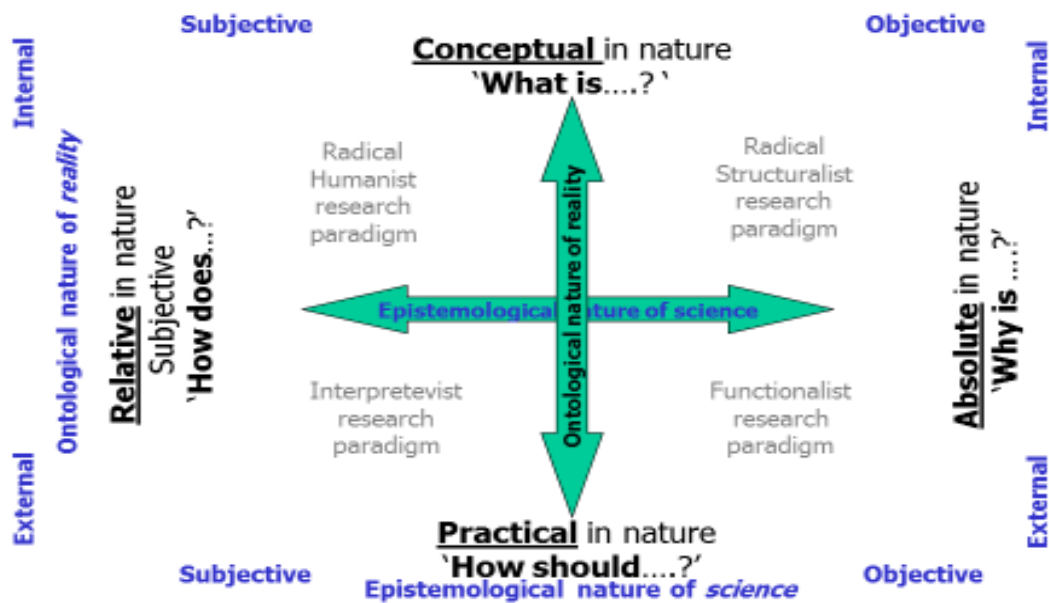 Subjective
Objective
Conceptual in nature
‘What is….? ‘
Internal
Internal
Radical
Humanist
research
paradigm
Radical
Structuralist
research
paradigm
Ontological nature of reality
Relative in nature
Subjective
‘How does…?’
Ontological nature of reality
Epistemological nature of science
Absolute in nature
‘Why is ….?’
Interpretevist
research
paradigm
Functionalist
research
paradigm
External
External
Practical in nature
‘How should….?’
Subjective
Objective
Epistemological nature of science